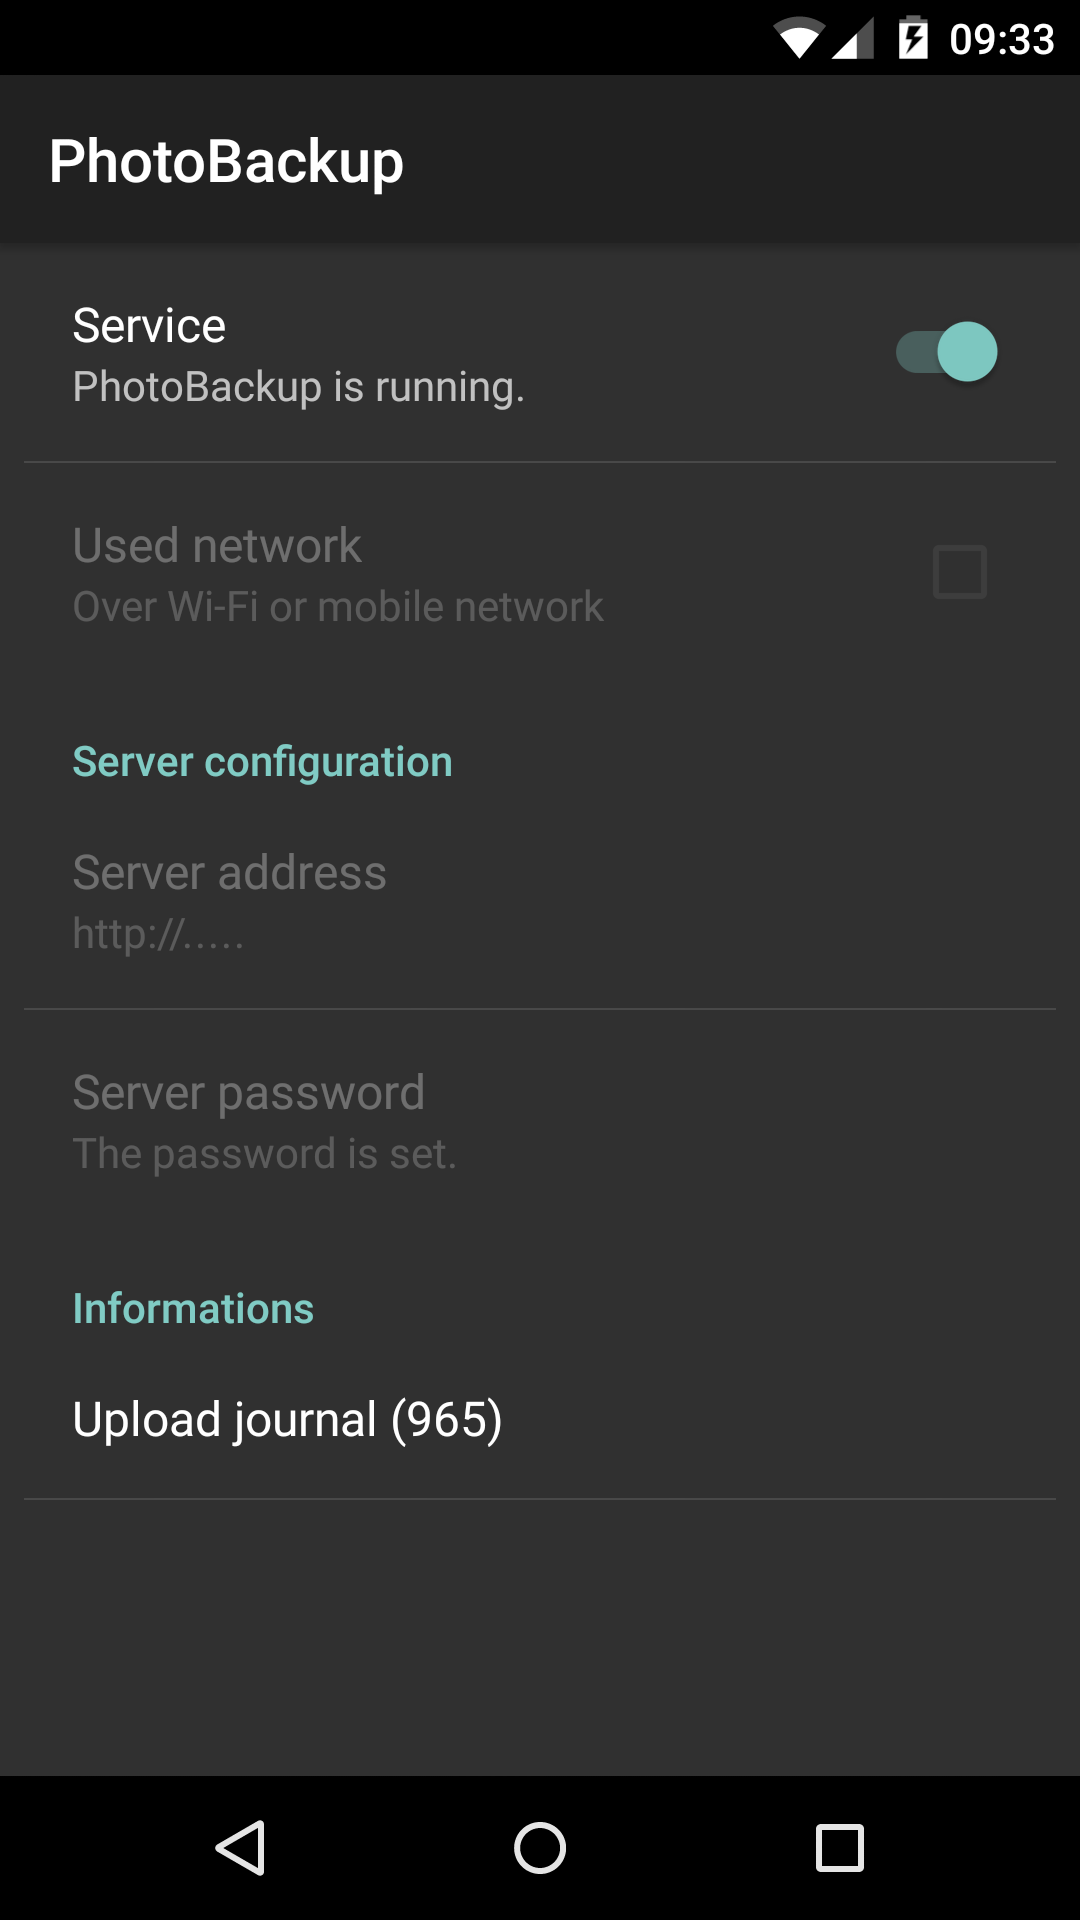 09:33
PhotoBackup
Service
PhotoBackup is running.
Used network
Over Wi-Fi or mobile network
Server configuration
Server address
http://.....
Server password
The password is set.
Informations
Upload journal (965)